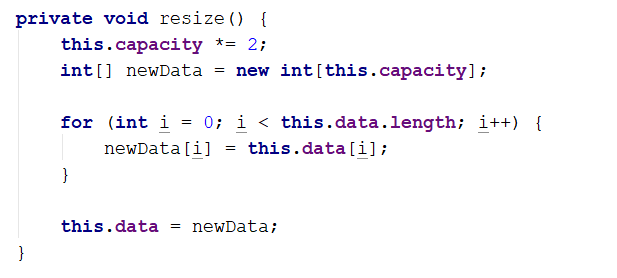 private void resize() {
    this.capacity *= 2;
    int[] newData = new int[this.capacity];

    for (int i = 0; i < this.data.length; i++) {
        newData[i] = this.data[i];
    }

    this.data = newData;
}